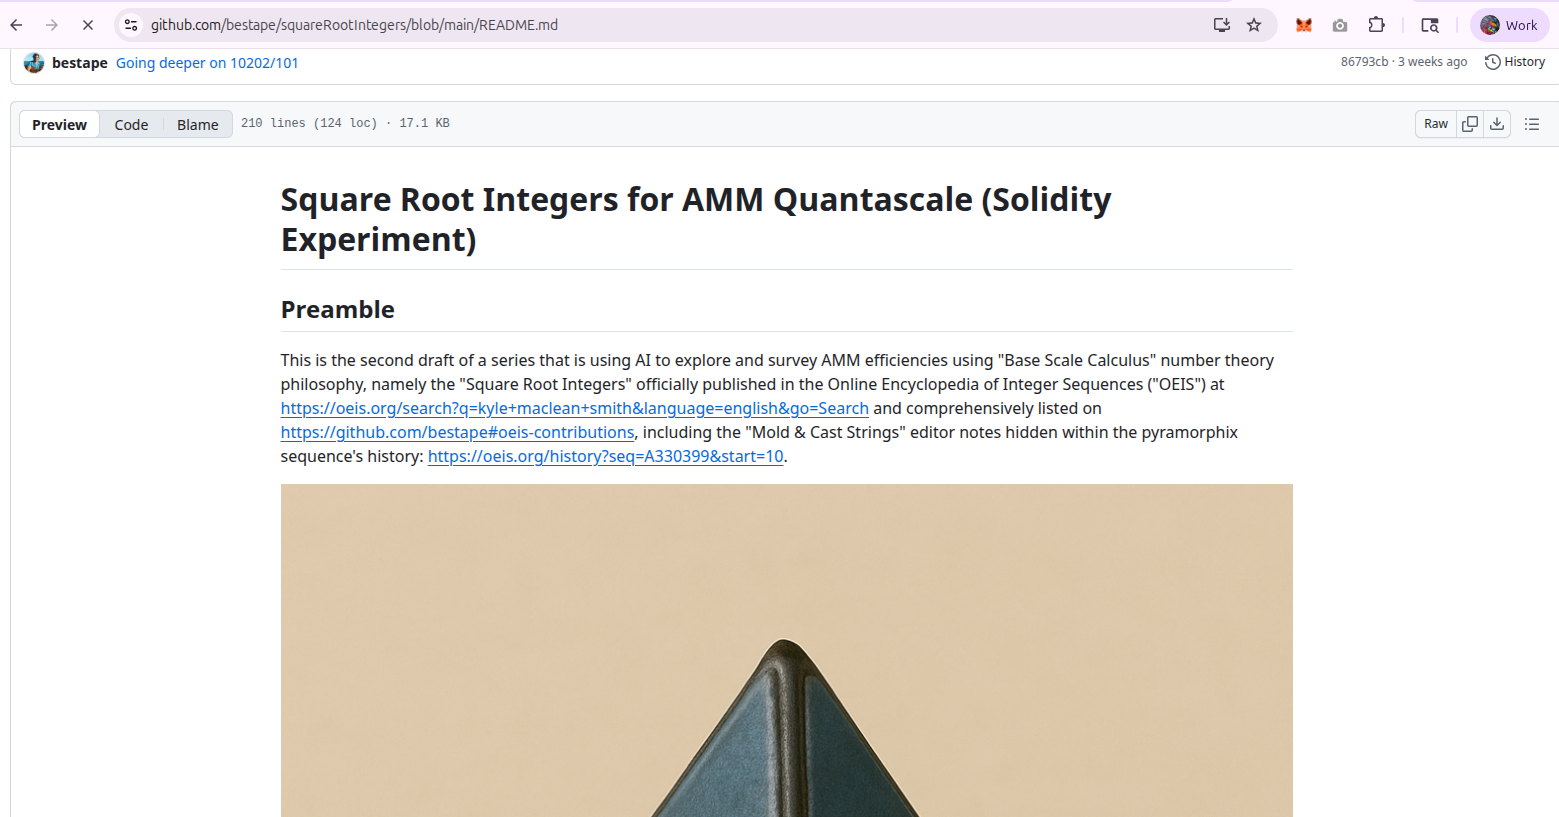 github.com/bestape/squareRootIntegers/blob/main/README.md
Work
bestape Going deeper on 10202/101
86793cb · 3 weeks ago
History
Preview
Code
Blame
210 lines (124 loc) · 17.1 KB
Raw
Square Root Integers for AMM Quantascale (Solidity
Experiment)
Preamble
This is the second draft of a series that is using AI to explore and survey AMM efficiencies using "Base Scale Calculus" number theory
philosophy, namely the "Square Root Integers" officially published in the Online Encyclopedia of Integer Sequences ("OEIS") at
https://oeis.org/search?q=kyle+maclean+smith&language=english&go=Search and comprehensively listed on
https://github.com/bestape#oeis-contributions, including the "Mold & Cast Strings" editor notes hidden within the pyramorphix
sequence's history: https://oeis.org/history?seq=A330399&start=10.